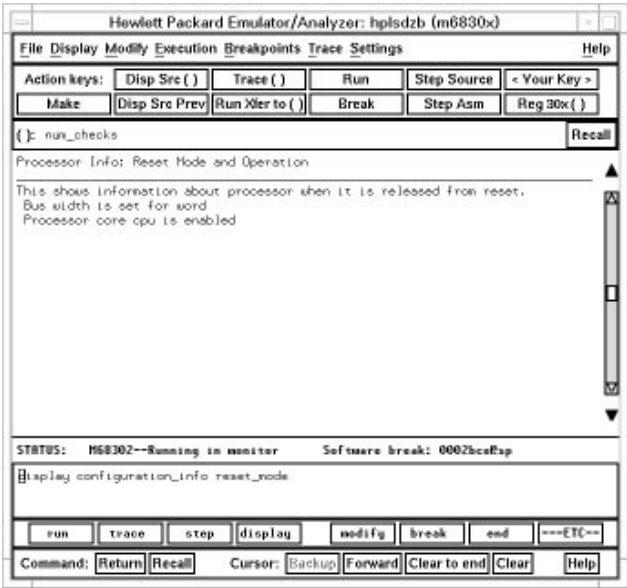 Hewlett Packard Emulator/Analyzer: hplsdzb (m6830x)
File Display Modify Execution Breakpoints Trace Settings Help
Action keys: Disp Src ( ) Trace ( ) Run Step Source < Your Key >
Make Disp Src Prev Run Xfer to ( ) Break Step Asm Reg 30x ( )
( ): num_checks Recall
Processor Info: Reset Mode and Operation
This shows information about processor when it is released from reset.
Bus width is set for word
Processor core cpu is enabled
STATUS: M68302--Running in monitor Software break: 0002bce@sp
display configuration_info reset_mode
run trace step display modify break end ---ETC--
Command: Return Recall Cursor: Backup Forward Clear to end Clear Help